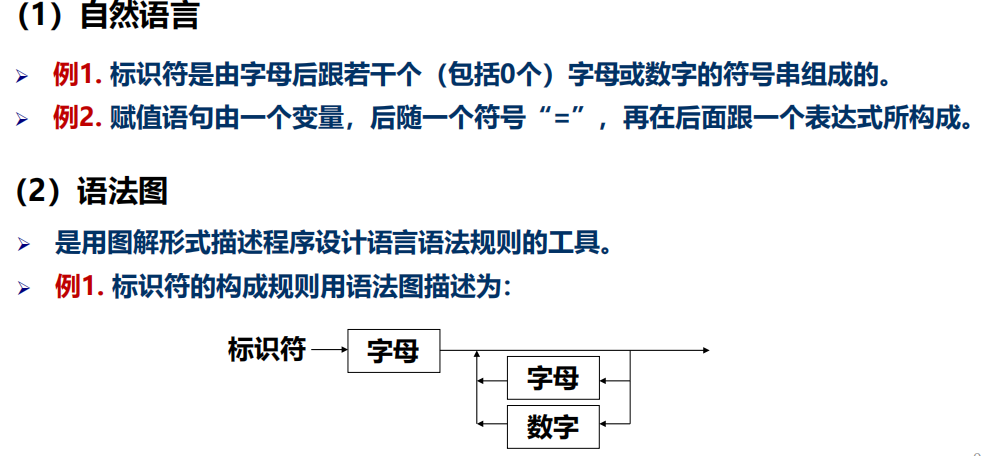 (1) 自然语言
例1. 标识符是由字母后跟若干个（包括0个）字母或数字的符号串组成的。
例2. 赋值语句由一个变量，后随一个符号“=”，再在后面跟一个表达式所构成。
(2) 语法图
是用图解形式描述程序设计语言语法规则的工具。
例1. 标识符的构成规则用语法图描述为：
标识符 字母
字母
数字